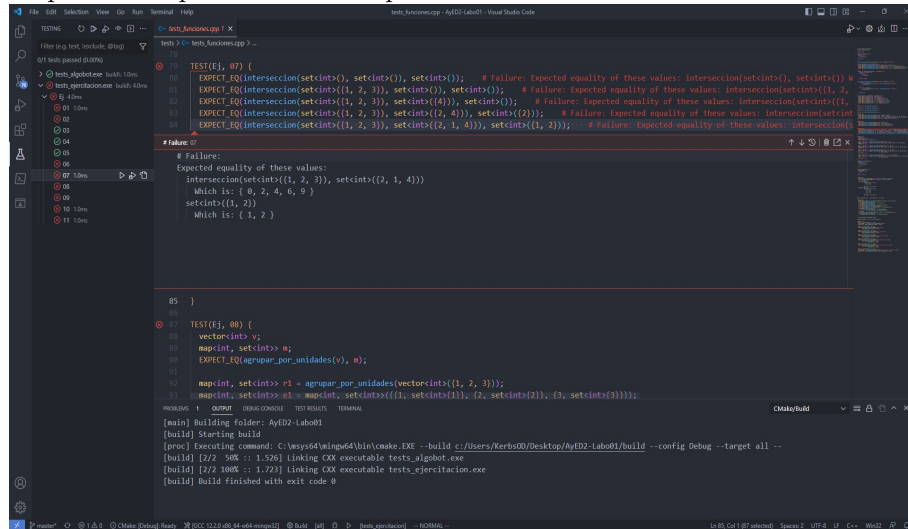 File Edit Selection View Go Run Terminal Help
tests_funciones.cpp - AyED2-Labo01 - Visual Studio Code
TESTING
Filter (e.g. text, !exclude, @tag)
0/1 tests passed (0.00%)
tests_algobot.exe build\ 1.0ms
tests_ejercitacion.exe build\ 4.0ms
Ej 4.0ms
01 1.0ms
02
03
04
05
06
07 1.0ms
08
09
10 1.0ms
11 1.0ms
tests_funciones.cpp 1 ×
tests > tests_funciones.cpp > ...
78
79 TEST(Ej, 07) {
80 EXPECT_EQ(interseccion(set<int>(), set<int>()), set<int>()); # Failure: Expected equality of these values: interseccion(set<int>(), set<int>()) W
81 EXPECT_EQ(interseccion(set<int>({1, 2, 3}), set<int>()), set<int>()); # Failure: Expected equality of these values: interseccion(set<int>({1, 2,
82 EXPECT_EQ(interseccion(set<int>({1, 2, 3}), set<int>({4})), set<int>()); # Failure: Expected equality of these values: interseccion(set<int>({1,
83 EXPECT_EQ(interseccion(set<int>({1, 2, 3}), set<int>({2, 4})), set<int>({2})); # Failure: Expected equality of these values: interseccion(set<int
84 EXPECT_EQ(interseccion(set<int>({1, 2, 3}), set<int>({2, 1, 4})), set<int>({1, 2})); # Failure: Expected equality of these values: interseccion(s
# Failure: 07
# Failure:
Expected equality of these values:
interseccion(set<int>({1, 2, 3}), set<int>({2, 1, 4}))
Which is: { 0, 2, 4, 6, 9 }
set<int>({1, 2})
Which is: { 1, 2 }
85 }
86
87 TEST(Ej, 08) {
88 vector<int> v;
89 map<int, set<int>> m;
90 EXPECT_EQ(agrupar_por_unidades(v), m);
91
92 map<int, set<int>> r1 = agrupar_por_unidades(vector<int>({1, 2, 3}));
93 map<int, set<int>> e1 = map<int, set<int>>({{1, set<int>{1}}, {2, set<int>{2}}, {3, set<int>{3}}});
PROBLEMS 1 OUTPUT DEBUG CONSOLE TEST RESULTS TERMINAL
CMake/Build
[main] Building folder: AyED2-Labo01
[build] Starting build
[proc] Executing command: C:\msys64\mingw64\bin\cmake.EXE --build c:/Users/KerbsOD/Desktop/AyED2-Labo01/build --config Debug --target all --
[build] [2/2 50% :: 1.526] Linking CXX executable tests_algobot.exe
[build] [2/2 100% :: 1.723] Linking CXX executable tests_ejercitacion.exe
[build] Build finished with exit code 0
master* 1 0 CMake: [Debug]: Ready [GCC 12.2.0 x86_64-w64-mingw32] Build [all] [tests_ejercitacion] -- NORMAL --
Ln 85, Col 1 (87 selected) Spaces: 2 UTF-8 LF C++ Win32